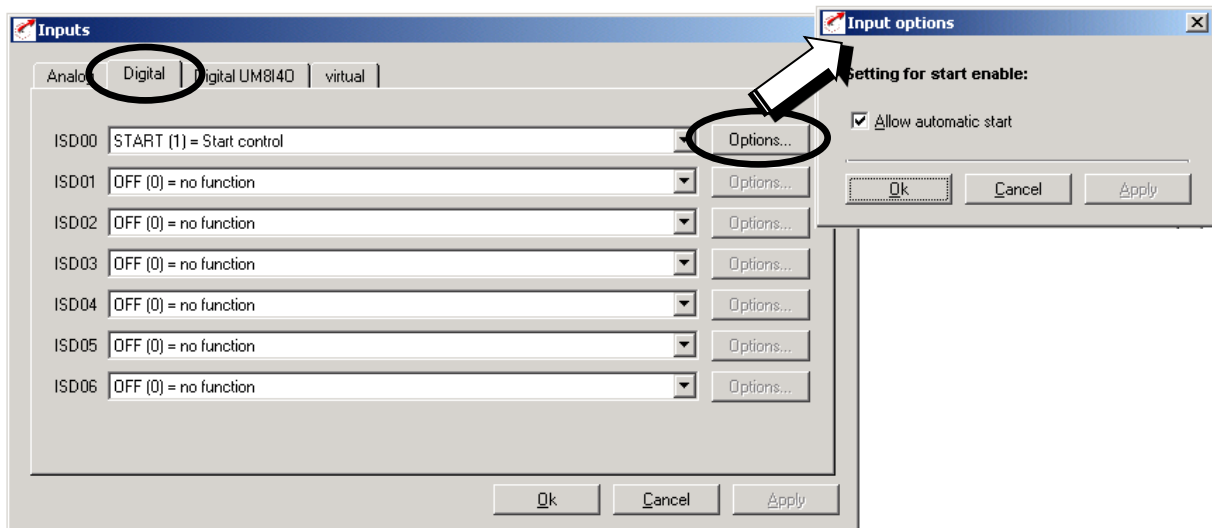 Inputs
Analog
Digital
Digital UM8I4O
virtual
ISD00 START (1) = Start control Options...
ISD01 OFF (0) = no function Options...
ISD02 OFF (0) = no function Options...
ISD03 OFF (0) = no function Options...
ISD04 OFF (0) = no function Options...
ISD05 OFF (0) = no function Options...
ISD06 OFF (0) = no function Options...
Ok Cancel Apply
Input options
Setting for start enable:
Allow automatic start
Ok Cancel Apply